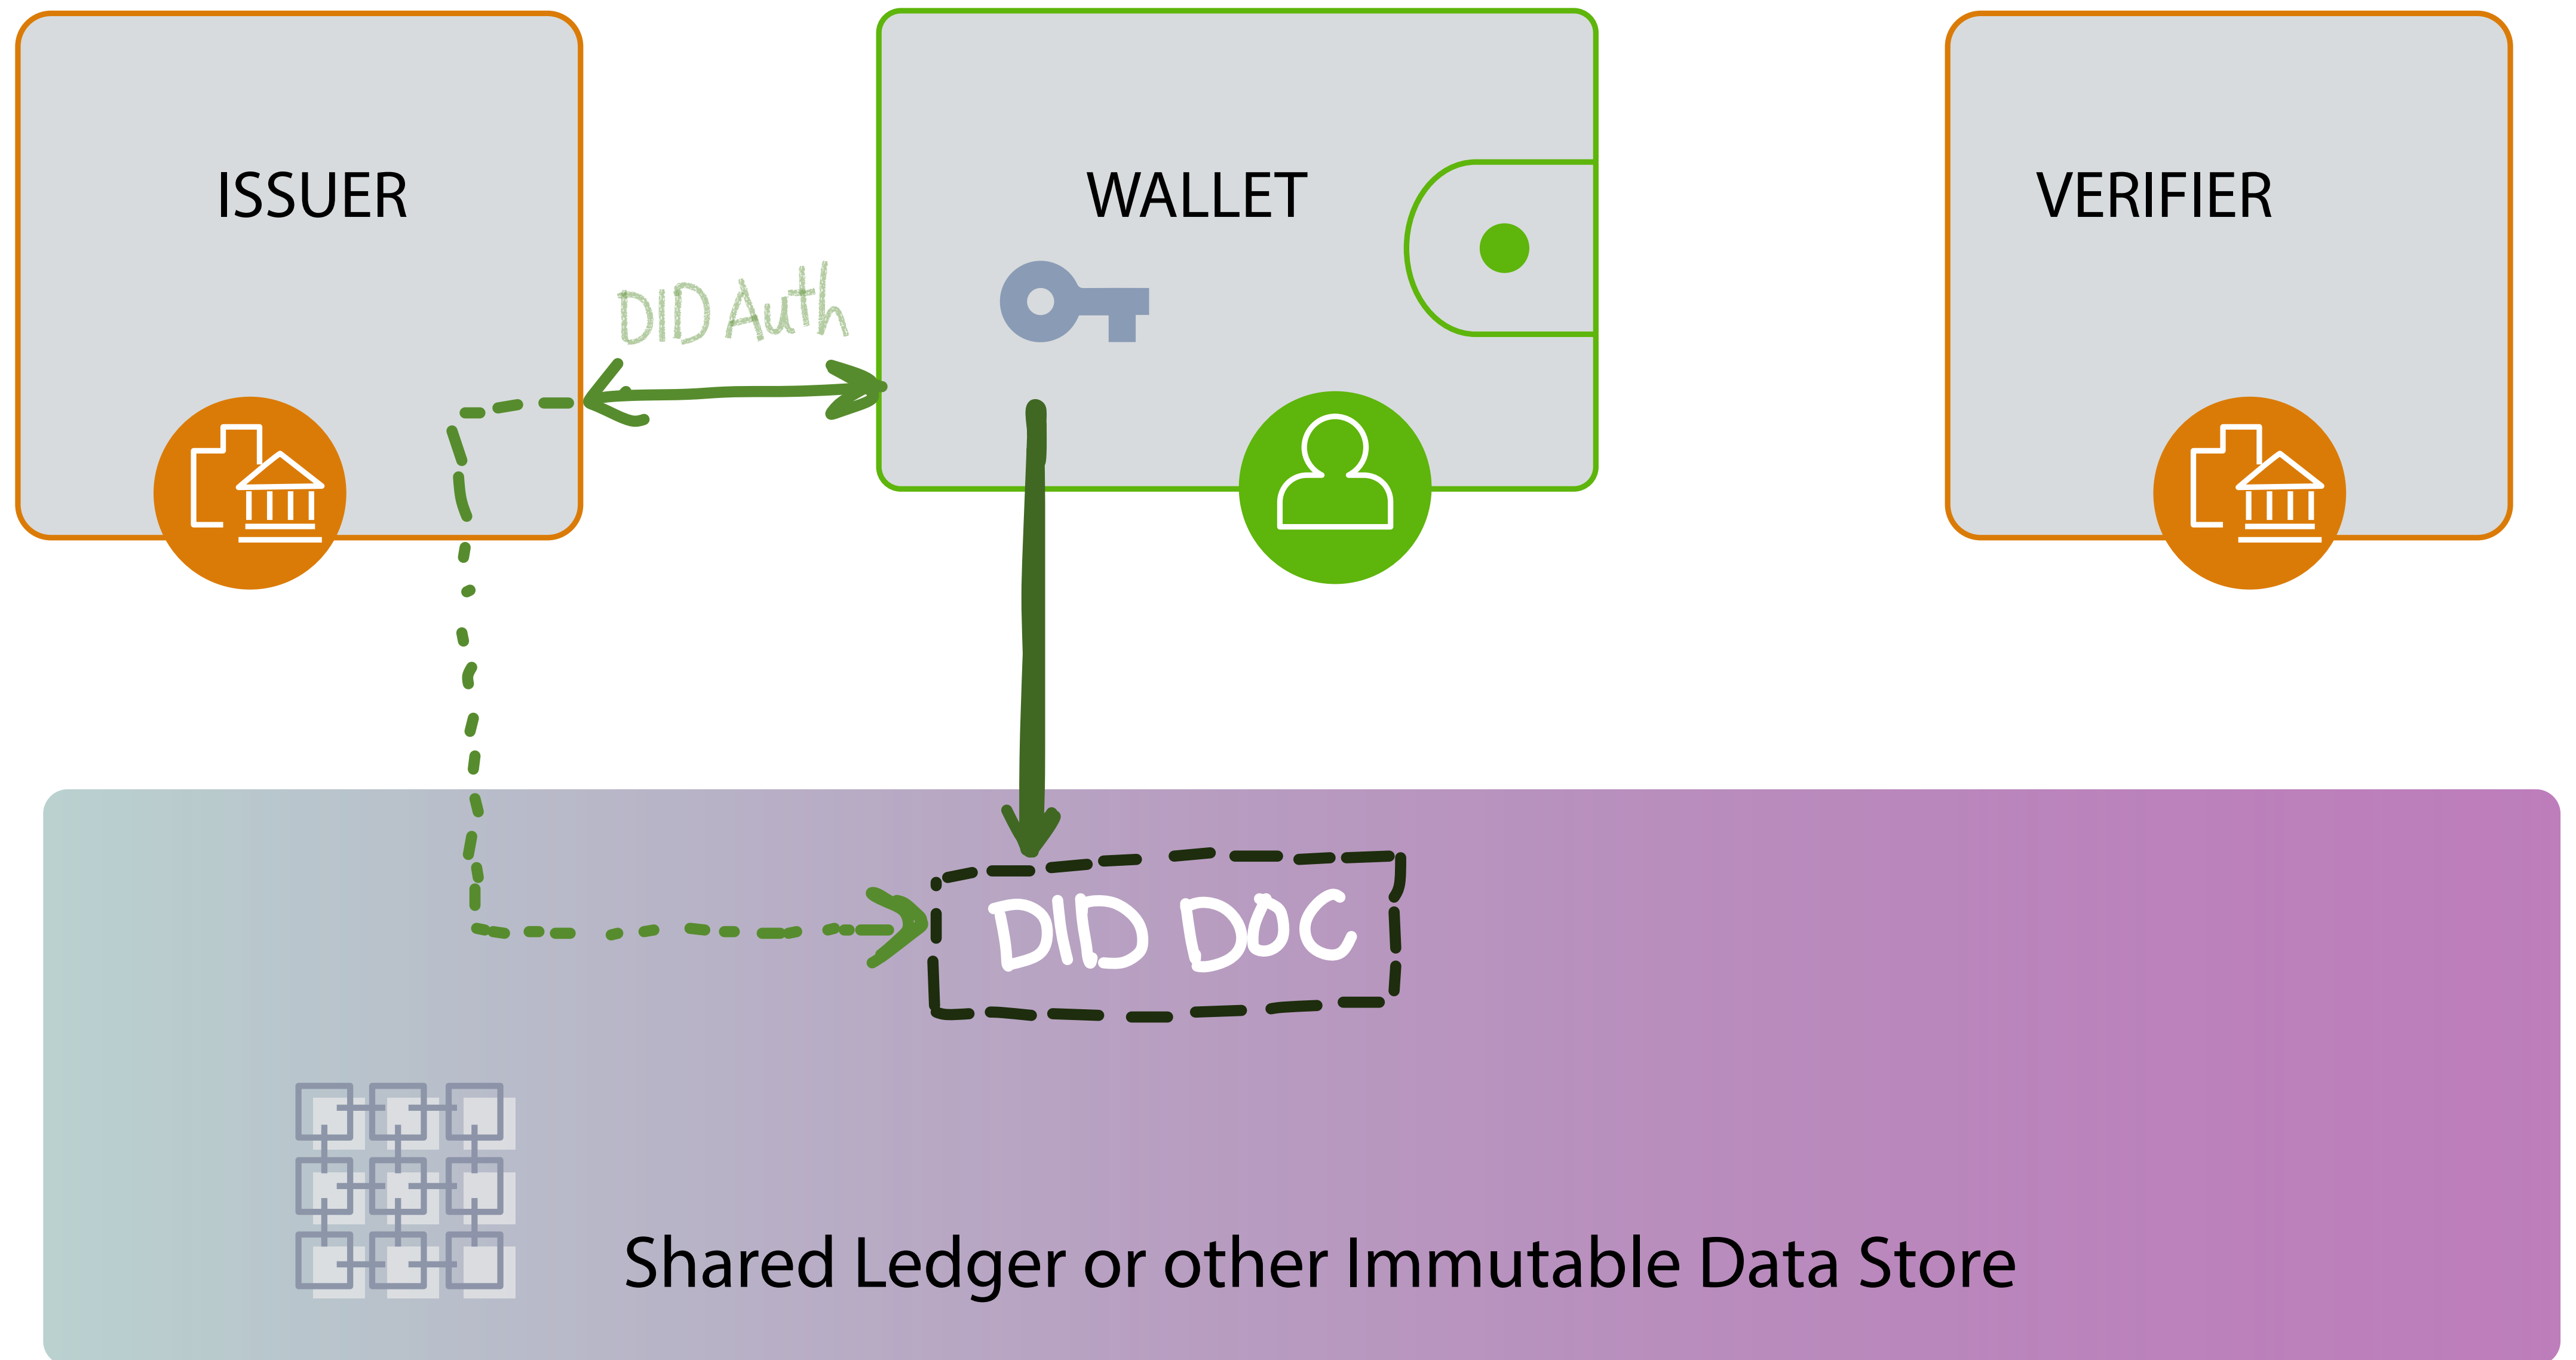 ISSUER
WALLET
VERIFIER
DID Auth
DID DOC
Shared Ledger or other Immutable Data Store